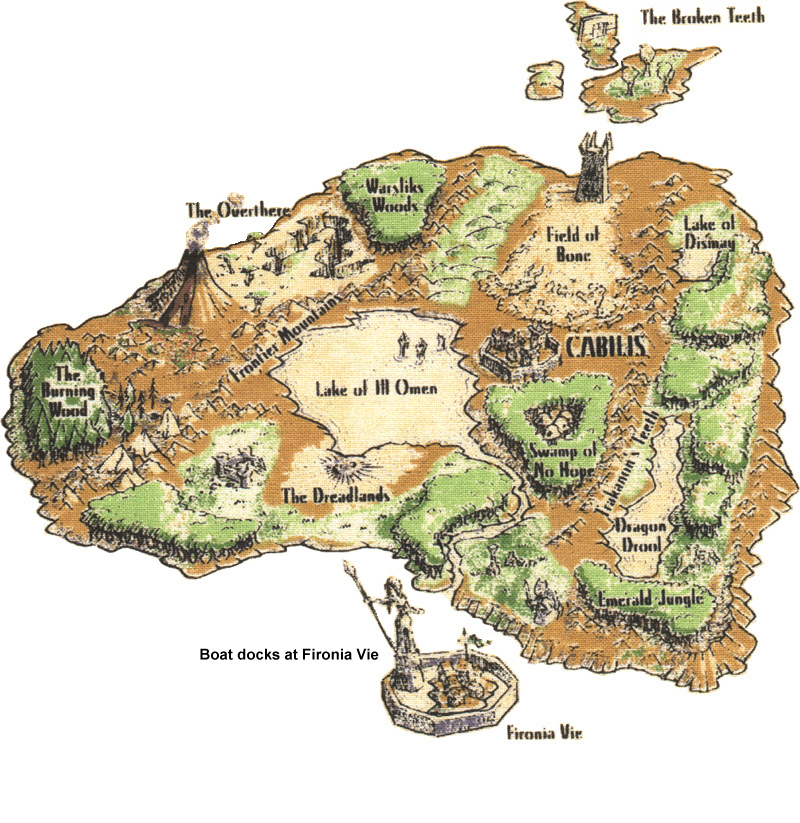 The Broken Teeth
Warsliks
Woods
The Overthere
Field of
Bone
Lake of
Dismay
Frontier Mountains
CABILIS
The
Burning
Wood
Lake of Ill Omen
Swamp of
No Hope
Trakanon's Teeth
The Dreadlands
Dragon
Drool
Emerald Jungle
Boat docks at Fironia Vie
Fironia Vie